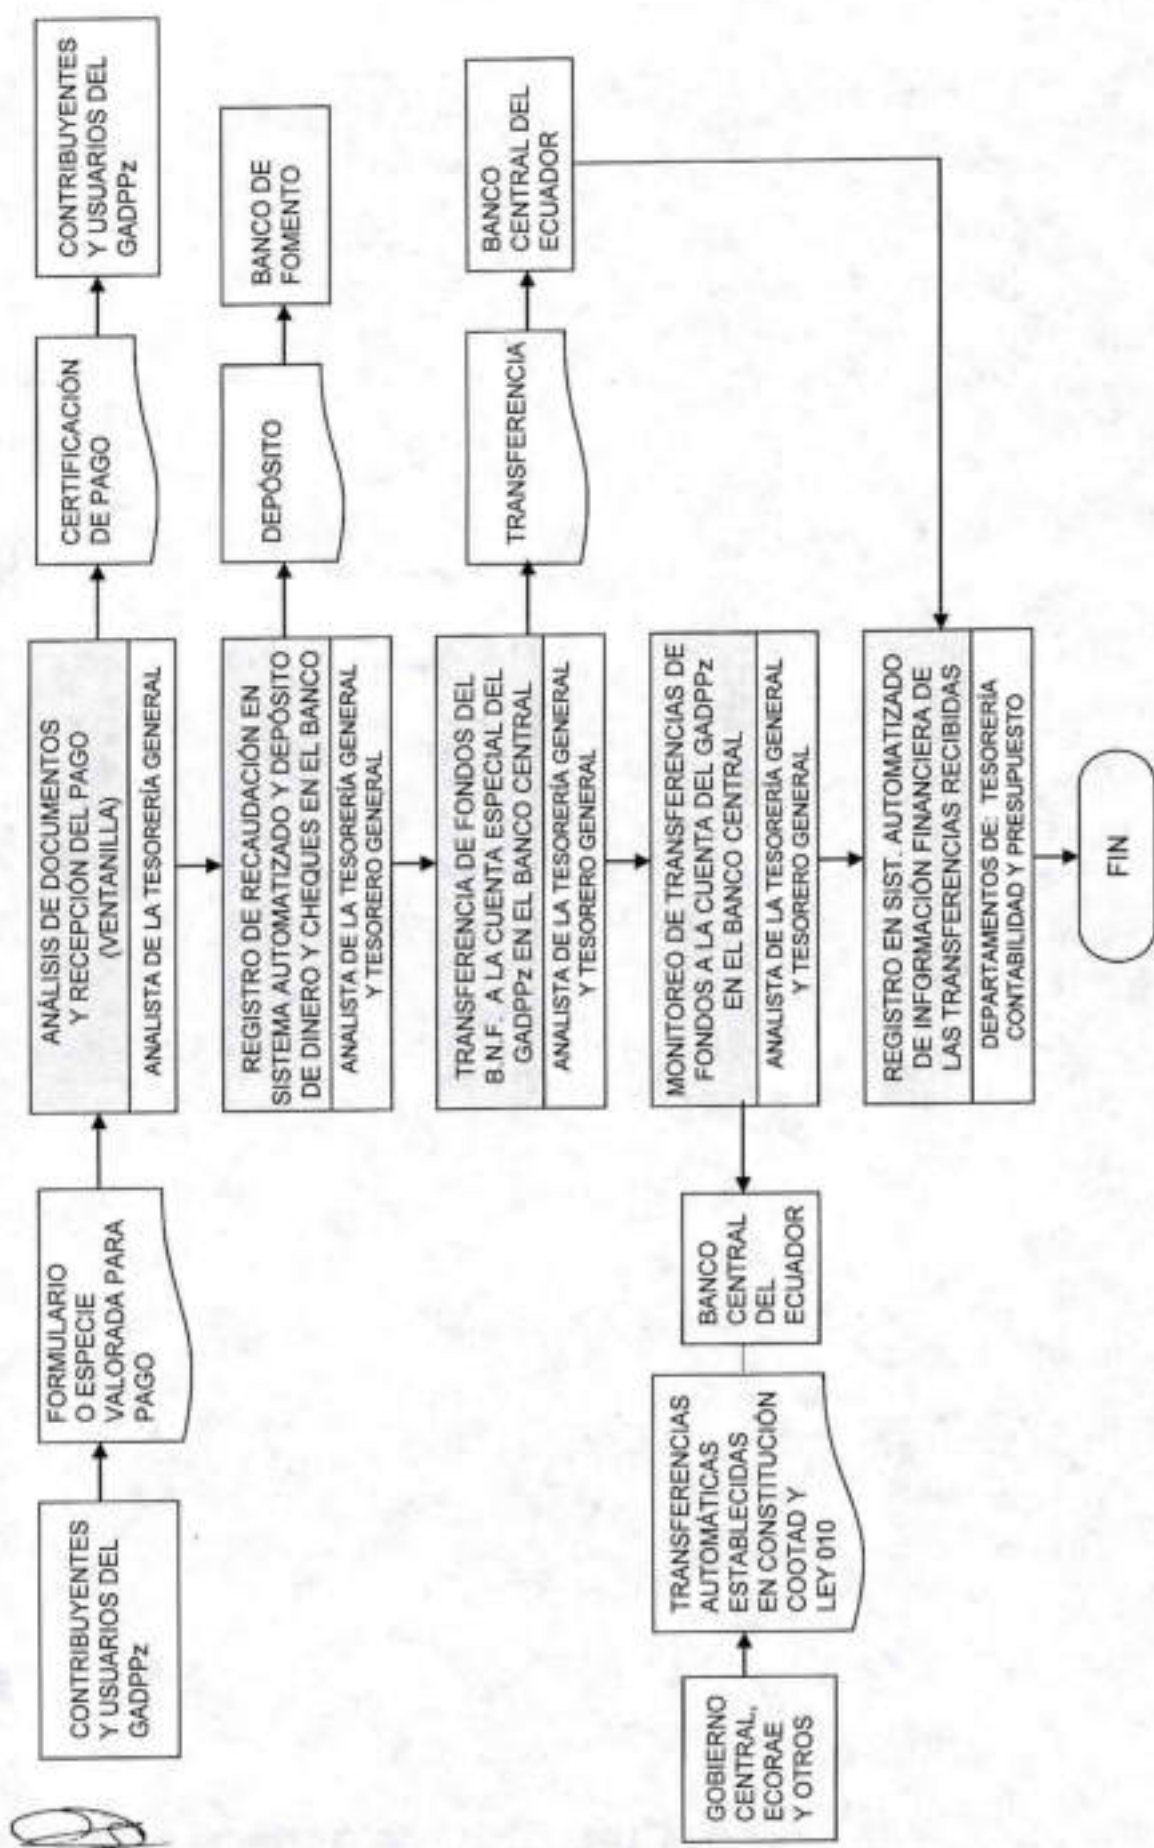 CONTRIBUYENTES
Y USUARIOS DEL
GADPPz
FORMULARIO
O ESPECIE
VALORADA PARA
PAGO
ANÁLISIS DE DOCUMENTOS
Y RECEPCIÓN DEL PAGO
(VENTANILLA)
ANALISTA DE LA TESORERÍA GENERAL
CERTIFICACIÓN
DE PAGO
CONTRIBUYENTES
Y USUARIOS DEL
GADPPz
REGISTRO DE RECAUDACIÓN EN
SISTEMA AUTOMATIZADO Y DEPÓSITO
DE DINERO Y CHEQUES EN EL BANCO
ANALISTA DE LA TESORERÍA GENERAL
Y TESORERO GENERAL
DEPÓSITO
BANCO DE
FOMENTO
TRANSFERENCIA DE FONDOS DEL
B.N.F. A LA CUENTA ESPECIAL DEL
GADPPz EN EL BANCO CENTRAL
ANALISTA DE LA TESORERÍA GENERAL
Y TESORERO GENERAL
TRANSFERENCIA
BANCO
CENTRAL DEL
ECUADOR
GOBIERNO
CENTRAL,
ECORAE
Y OTROS
TRANSFERENCIAS
AUTOMÁTICAS
ESTABLECIDAS
EN CONSTITUCIÓN
COOTAD Y
LEY 010
BANCO
CENTRAL
DEL
ECUADOR
MONITOREO DE TRANSFERENCIAS DE
FONDOS A LA CUENTA DEL GADPPz
EN EL BANCO CENTRAL
ANALISTA DE LA TESORERÍA GENERAL
Y TESORERO GENERAL
REGISTRO EN SIST. AUTOMATIZADO
DE INFORMACIÓN FINANCIERA DE
LAS TRANSFERENCIAS RECIBIDAS
DEPARTAMENTOS DE: TESORERÍA
CONTABILIDAD Y PRESUPUESTO
FIN